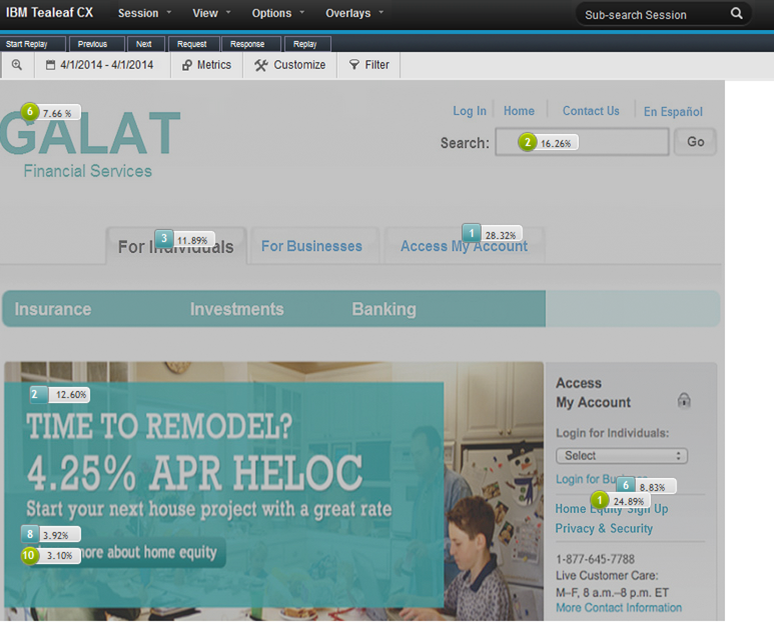 IBM Tealeaf CX Session View Options Overlays Sub-search Session
Start Replay Previous Next Request Response Replay
4/1/2014 - 4/1/2014 Metrics Customize Filter
6 7.66 %
GALAT
Financial Services
Log In Home Contact Us En Español
Search: 2 16.26% Go
3 11.89%
1 28.32%
For Individuals For Businesses Access My Account
Insurance Investments Banking
2 12.60%
TIME TO REMODEL?
4.25% APR HELOC
Start your next house project with a great rate
8 3.92%
10 3.10%
more about home equity
Access
My Account
Login for Individuals:
Select
Login for Bus
6 8.83%
1 24.89%
Home Equity Sign Up
Privacy & Security
1-877-645-7788
Live Customer Care:
M–F, 8 a.m.–8 p.m. ET
More Contact Information